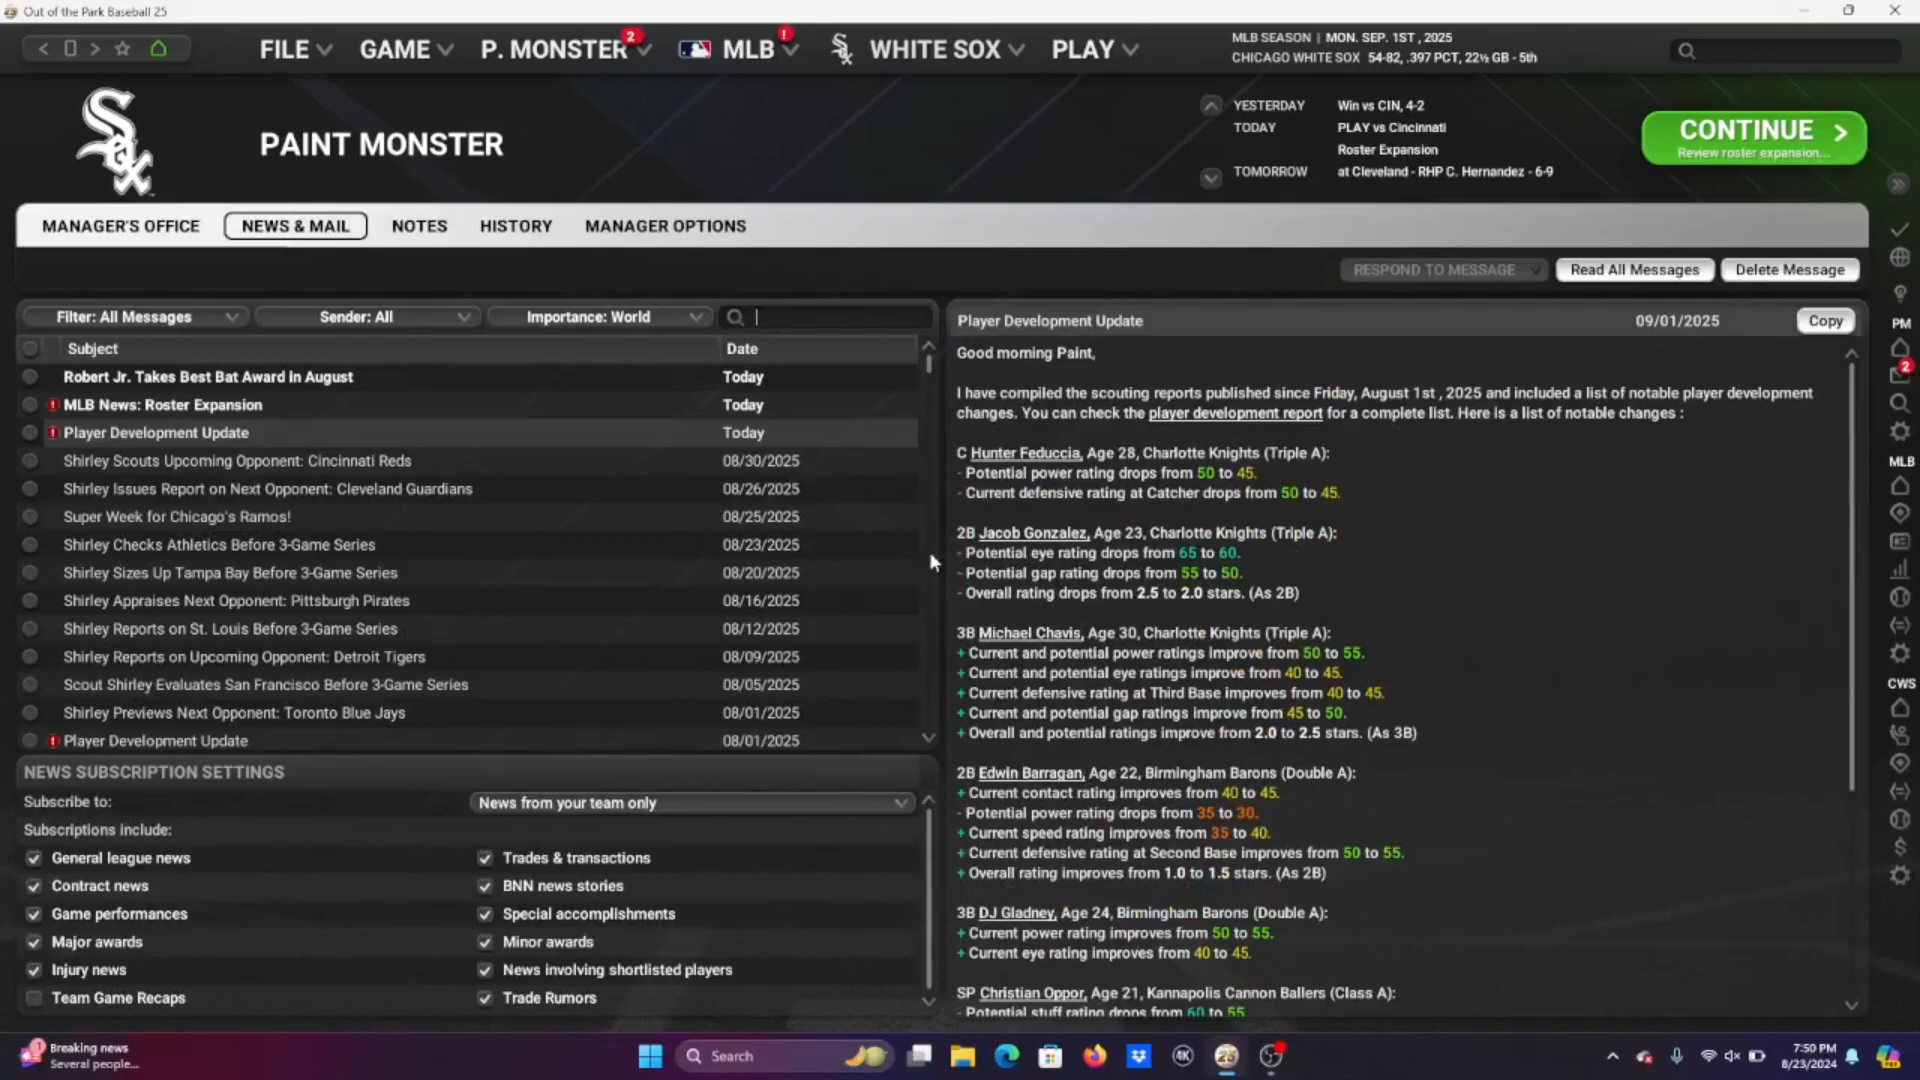 Out of the Park Baseball 25
FILE GAME P. MONSTER 2 MLB ! WHITE SOX PLAY
MLB SEASON | MON. SEP. 1ST , 2025
CHICAGO WHITE SOX 54-82, .397 PCT, 22½ GB - 5th
Sox
PAINT MONSTER
YESTERDAY Win vs CIN, 4-2
TODAY PLAY vs Cincinnati
Roster Expansion
TOMORROW at Cleveland - RHP C. Hernandez - 6-9
CONTINUE
Review roster expansion...
MANAGER'S OFFICE NEWS & MAIL NOTES HISTORY MANAGER OPTIONS
RESPOND TO MESSAGE Read All Messages Delete Message
Filter: All Messages Sender: All Importance: World
Subject Date
Robert Jr. Takes Best Bat Award in August Today
! MLB News: Roster Expansion Today
! Player Development Update Today
Shirley Scouts Upcoming Opponent: Cincinnati Reds 08/30/2025
Shirley Issues Report on Next Opponent: Cleveland Guardians 08/26/2025
Super Week for Chicago's Ramos! 08/25/2025
Shirley Checks Athletics Before 3-Game Series 08/23/2025
Shirley Sizes Up Tampa Bay Before 3-Game Series 08/20/2025
Shirley Appraises Next Opponent: Pittsburgh Pirates 08/16/2025
Shirley Reports on St. Louis Before 3-Game Series 08/12/2025
Shirley Reports on Upcoming Opponent: Detroit Tigers 08/09/2025
Scout Shirley Evaluates San Francisco Before 3-Game Series 08/05/2025
Shirley Previews Next Opponent: Toronto Blue Jays 08/01/2025
! Player Development Update 08/01/2025
NEWS SUBSCRIPTION SETTINGS
Subscribe to: News from your team only
Subscriptions include:
General league news Trades & transactions
Contract news BNN news stories
Game performances Special accomplishments
Major awards Minor awards
Injury news News involving shortlisted players
Team Game Recaps Trade Rumors
Player Development Update 09/01/2025 Copy
Good morning Paint,
I have compiled the scouting reports published since Friday, August 1st , 2025 and included a list of notable player development
changes. You can check the player development report for a complete list. Here is a list of notable changes :
C Hunter Feduccia, Age 28, Charlotte Knights (Triple A):
- Potential power rating drops from 50 to 45.
- Current defensive rating at Catcher drops from 50 to 45.
2B Jacob Gonzalez, Age 23, Charlotte Knights (Triple A):
- Potential eye rating drops from 65 to 60.
- Potential gap rating drops from 55 to 50.
- Overall rating drops from 2.5 to 2.0 stars. (As 2B)
3B Michael Chavis, Age 30, Charlotte Knights (Triple A):
+ Current and potential power ratings improve from 50 to 55.
+ Current and potential eye ratings improve from 40 to 45.
+ Current defensive rating at Third Base improves from 40 to 45.
+ Current and potential gap ratings improve from 45 to 50.
+ Overall and potential ratings improve from 2.0 to 2.5 stars. (As 3B)
2B Edwin Barragan, Age 22, Birmingham Barons (Double A):
+ Current contact rating improves from 40 to 45.
- Potential power rating drops from 35 to 30.
+ Current speed rating improves from 35 to 40.
+ Current defensive rating at Second Base improves from 50 to 55.
+ Overall rating improves from 1.0 to 1.5 stars. (As 2B)
3B DJ Gladney, Age 24, Birmingham Barons (Double A):
+ Current power rating improves from 50 to 55.
+ Current eye rating improves from 40 to 45.
SP Christian Oppor, Age 21, Kannapolis Cannon Ballers (Class A):
- Potential stuff rating drops from 60 to 55
PM
2
MLB
CWS
$
1 Breaking news
Several people...
Search
4K
25
7:50 PM
8/23/2024